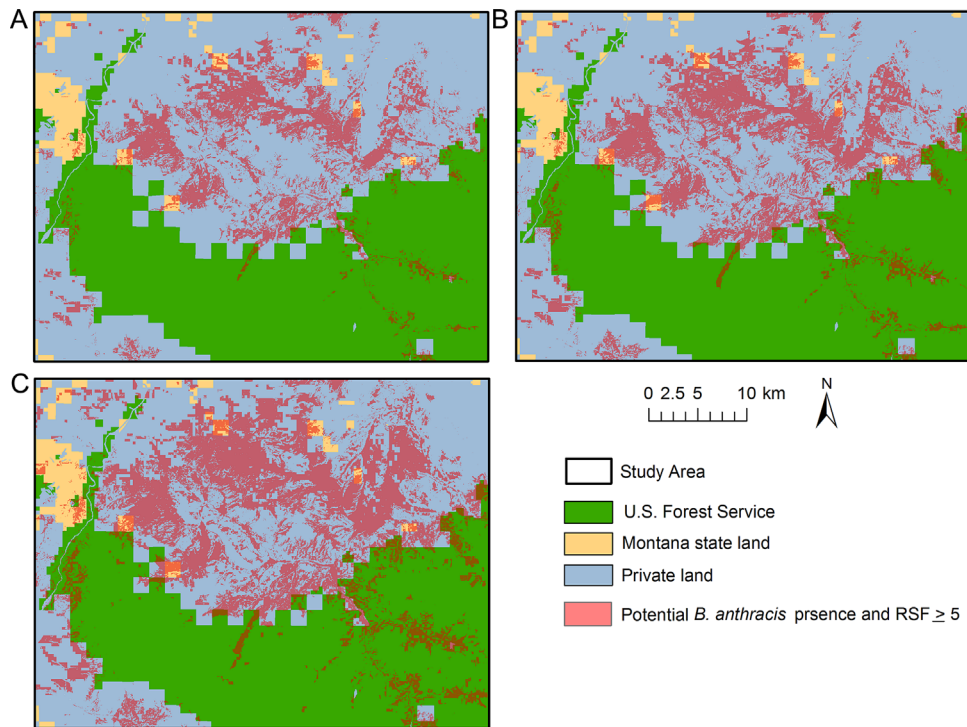 A
B
C
0 2.5 5 10 km
N
Study Area
U.S. Forest Service
Montana state land
Private land
Potential B. anthracis prsence and RSF ≥ 5